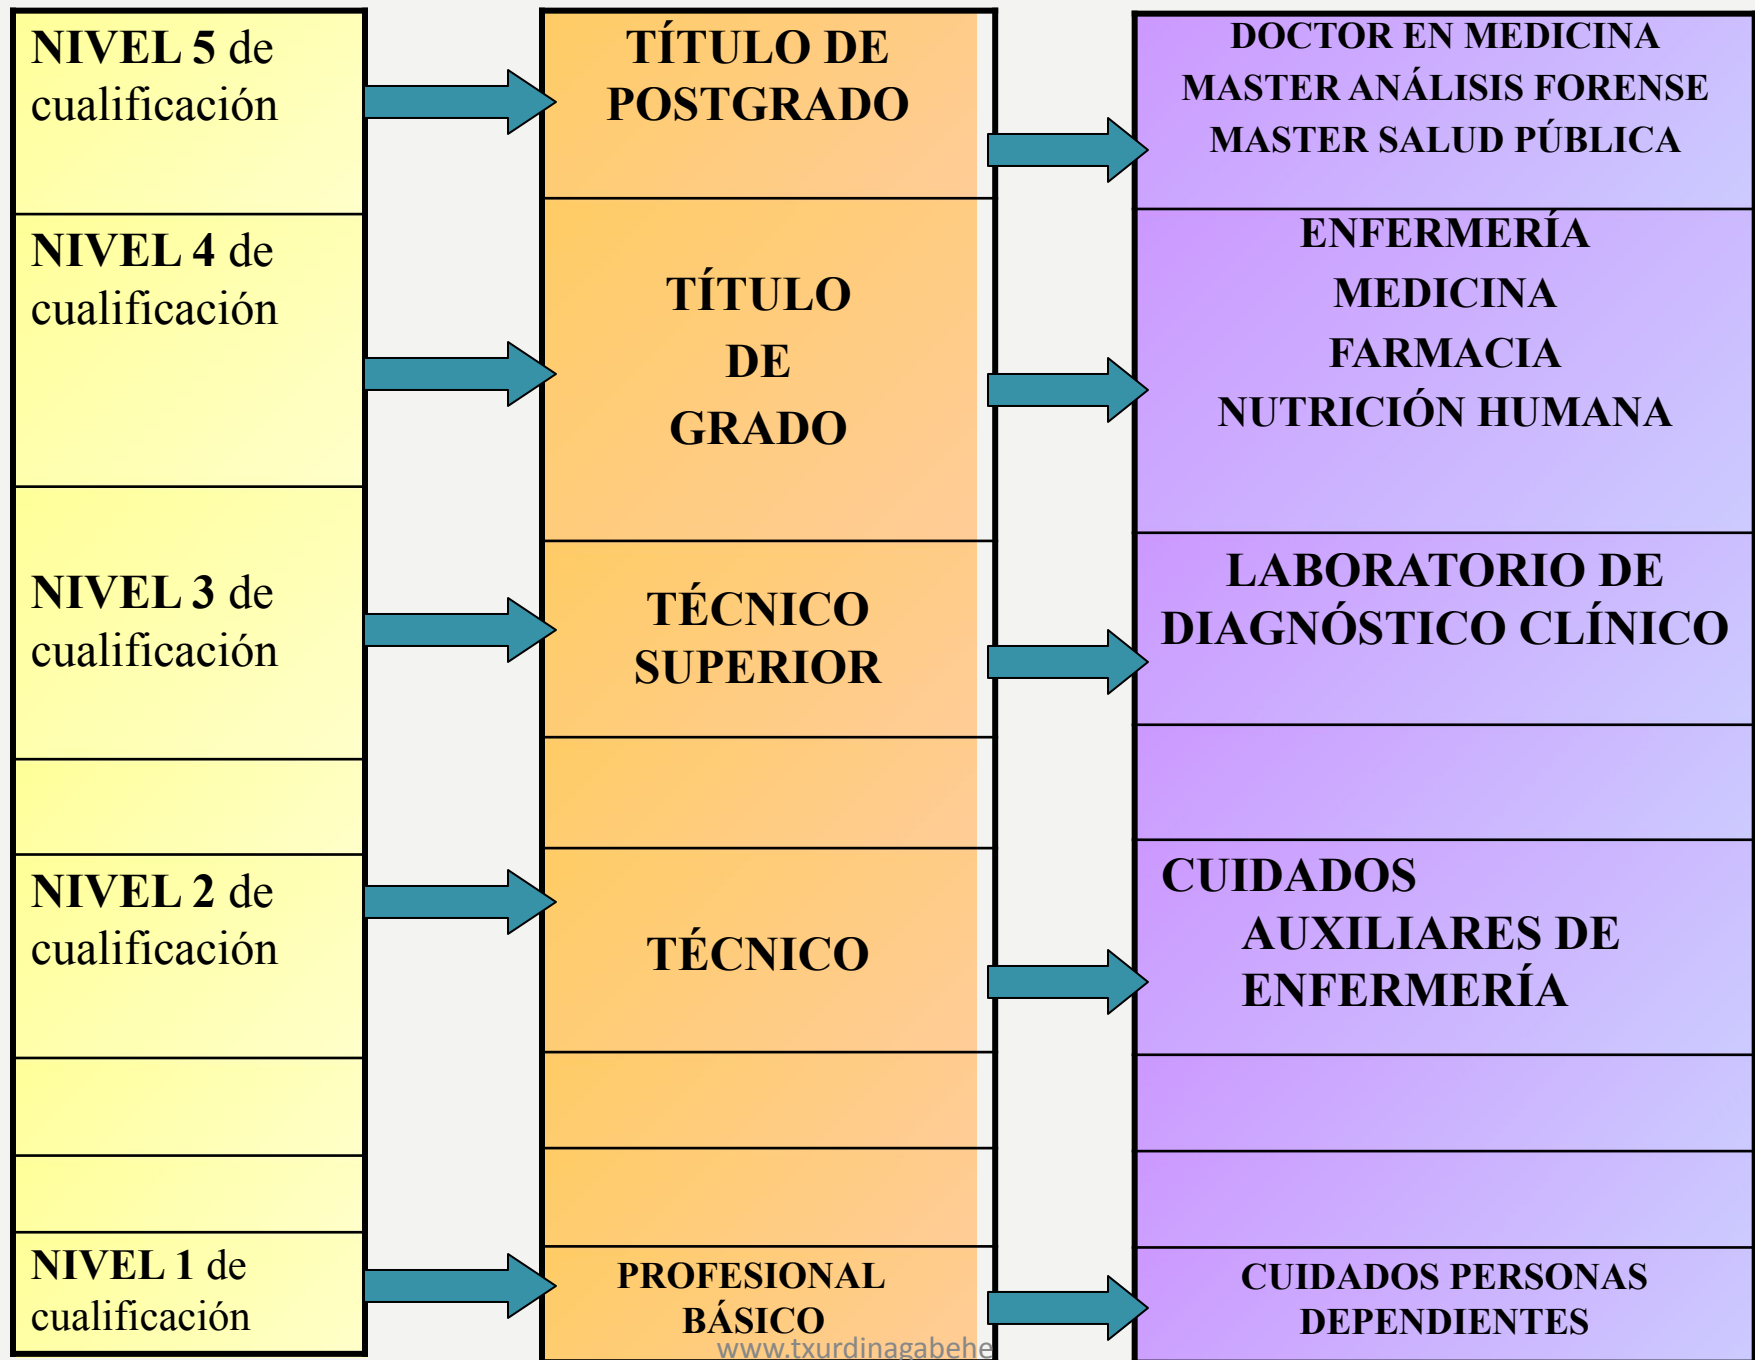 NIVEL 5 de
cualificación
TÍTULO DE
POSTGRADO
DOCTOR EN MEDICINA
MASTER ANÁLISIS FORENSE
MASTER SALUD PÚBLICA
NIVEL 4 de
cualificación
TÍTULO
DE
GRADO
ENFERMERÍA
MEDICINA
FARMACIA
NUTRICIÓN HUMANA
NIVEL 3 de
cualificación
TÉCNICO
SUPERIOR
LABORATORIO DE
DIAGNÓSTICO CLÍNICO
NIVEL 2 de
cualificación
TÉCNICO
CUIDADOS
AUXILIARES DE
ENFERMERÍA
NIVEL 1 de
cualificación
PROFESIONAL
BÁSICO
CUIDADOS PERSONAS
DEPENDIENTES
www.txurdinagabehe